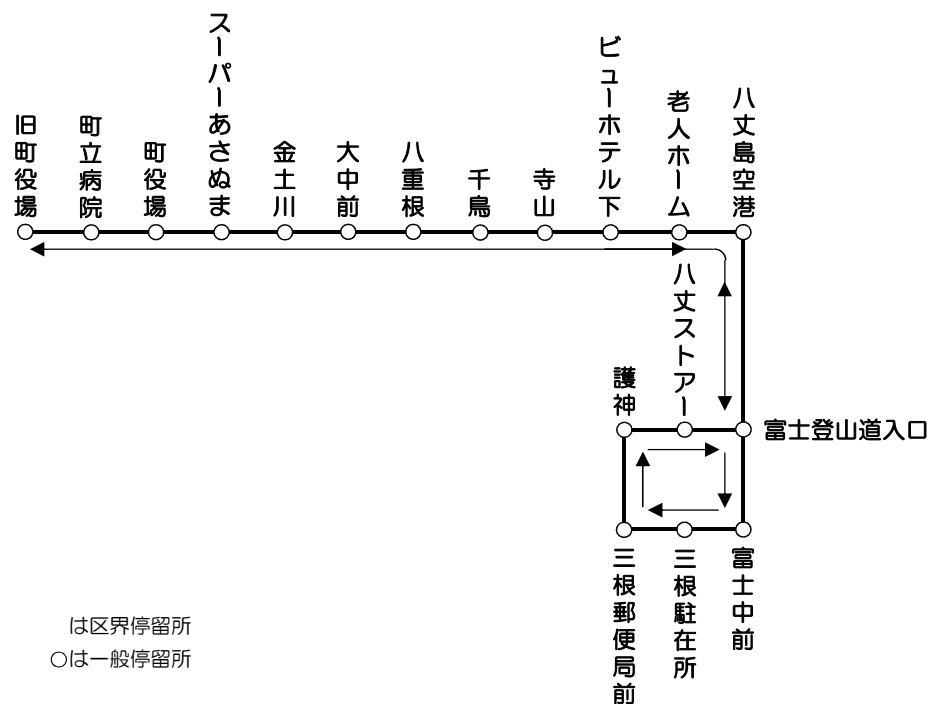 旧町役場
町立病院
町役場
スーパーあさぬま
金土川
大中前
八重根
千鳥
寺山
ビューホテル下
老人ホーム
八丈島空港
八丈ストアー
護神
富士登山道入口
三根郵便局前
三根駐在所
富士中前
は区界停留所
○は一般停留所